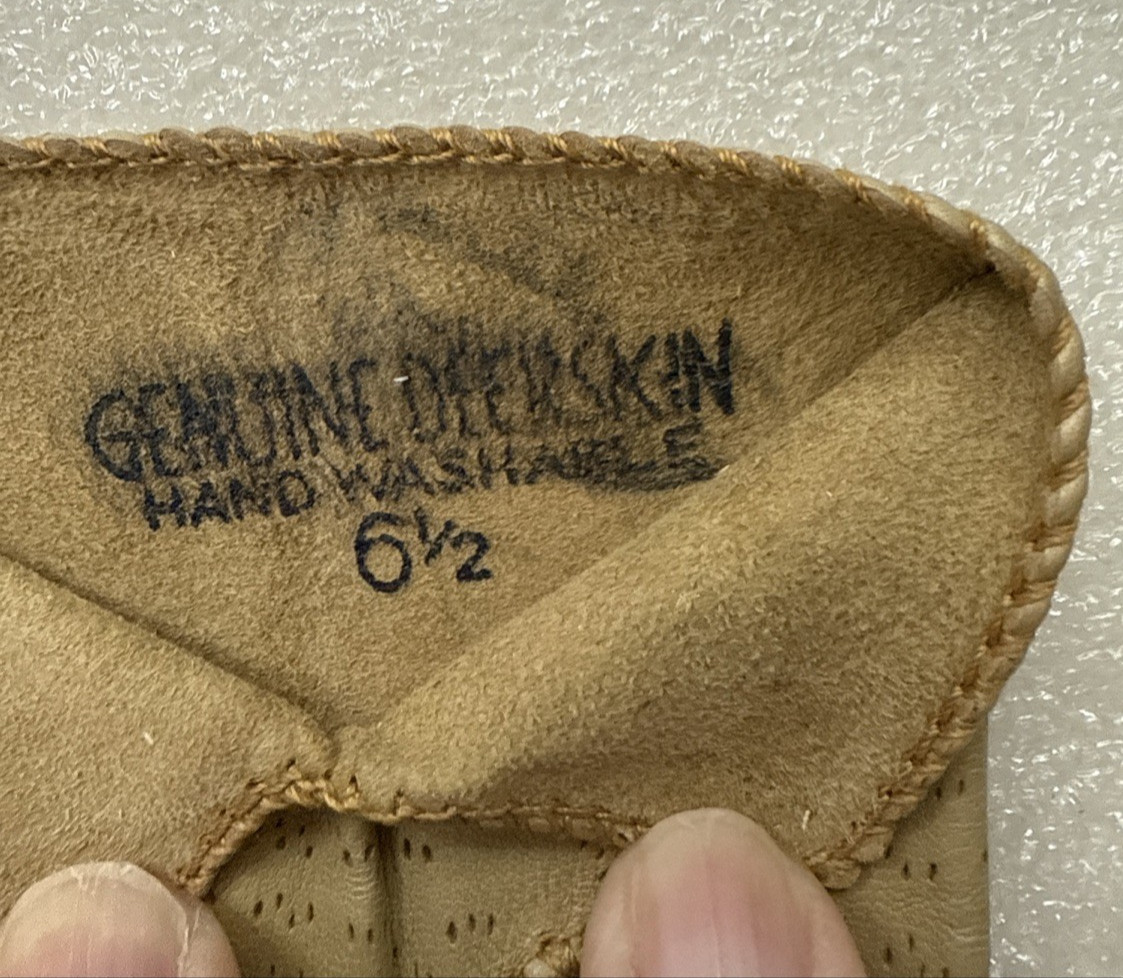 GENUINE DEERSKIN
HAND WASHABLE
6½